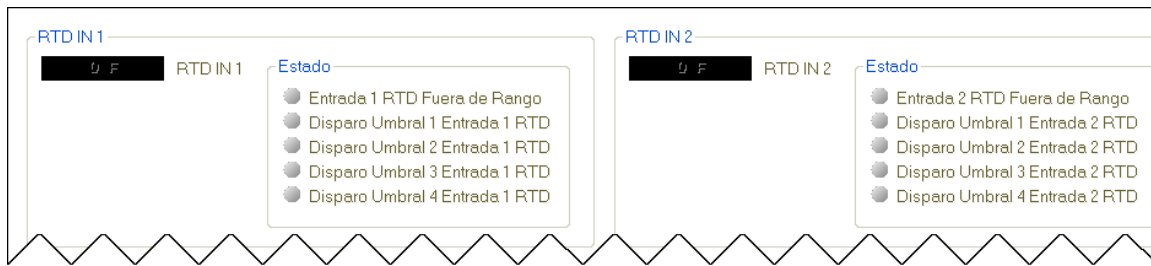 RTD IN 1
0 F RTD IN 1
Estado
Entrada 1 RTD Fuera de Rango
Disparo Umbral 1 Entrada 1 RTD
Disparo Umbral 2 Entrada 1 RTD
Disparo Umbral 3 Entrada 1 RTD
Disparo Umbral 4 Entrada 1 RTD
RTD IN 2
0 F RTD IN 2
Estado
Entrada 2 RTD Fuera de Rango
Disparo Umbral 1 Entrada 2 RTD
Disparo Umbral 2 Entrada 2 RTD
Disparo Umbral 3 Entrada 2 RTD
Disparo Umbral 4 Entrada 2 RTD